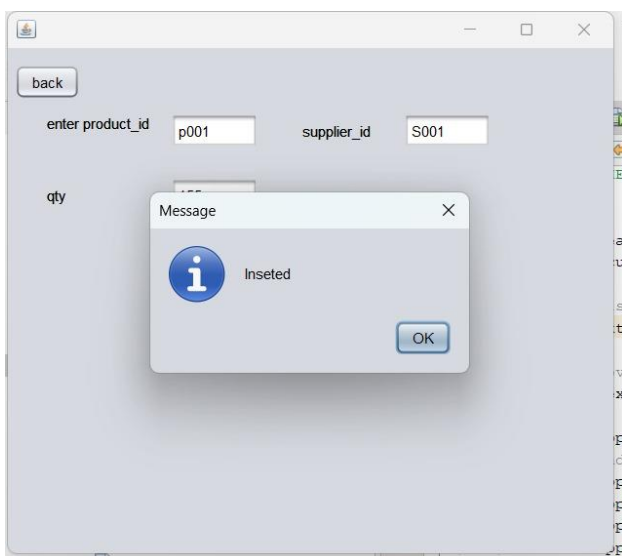 back
enter product_id p001 supplier_id S001
qty
Message
Inseted
OK